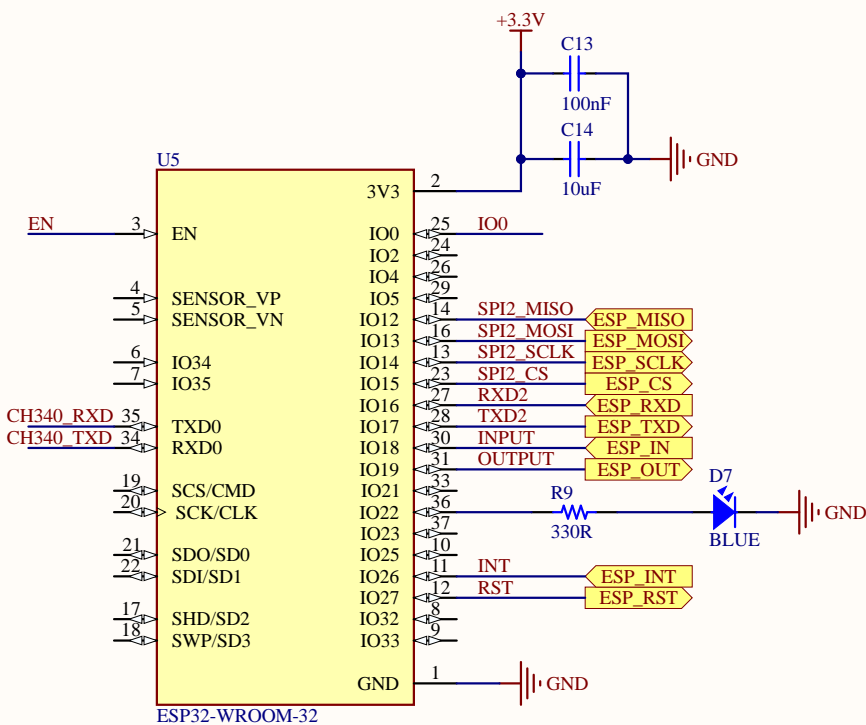 +3.3V
C13
100nF
C14
10uF
GND
U5
3V3 2
EN 3 EN
IO0 25 IO0
IO2 24
IO4 26
4 SENSOR_VP
IO5 29
5 SENSOR_VN
IO12 14 SPI2_MISO ESP_MISO
IO13 16 SPI2_MOSI ESP_MOSI
6 IO34
IO14 13 SPI2_SCLK ESP_SCLK
7 IO35
IO15 23 SPI2_CS ESP_CS
IO16 27 RXD2 ESP_RXD
CH340_RXD 35 TXD0
IO17 28 TXD2 ESP_TXD
CH340_TXD 34 RXD0
IO18 30 INPUT ESP_IN
IO19 31 OUTPUT ESP_OUT
19 SCS/CMD
IO21 33
20 SCK/CLK
IO22 36
R9
330R
D7
BLUE
GND
IO23 37
21 SDO/SD0
IO25 10
22 SDI/SD1
IO26 11 INT ESP_INT
IO27 12 RST ESP_RST
17 SHD/SD2
IO32 8
18 SWP/SD3
IO33 9
GND 1 GND
ESP32-WROOM-32